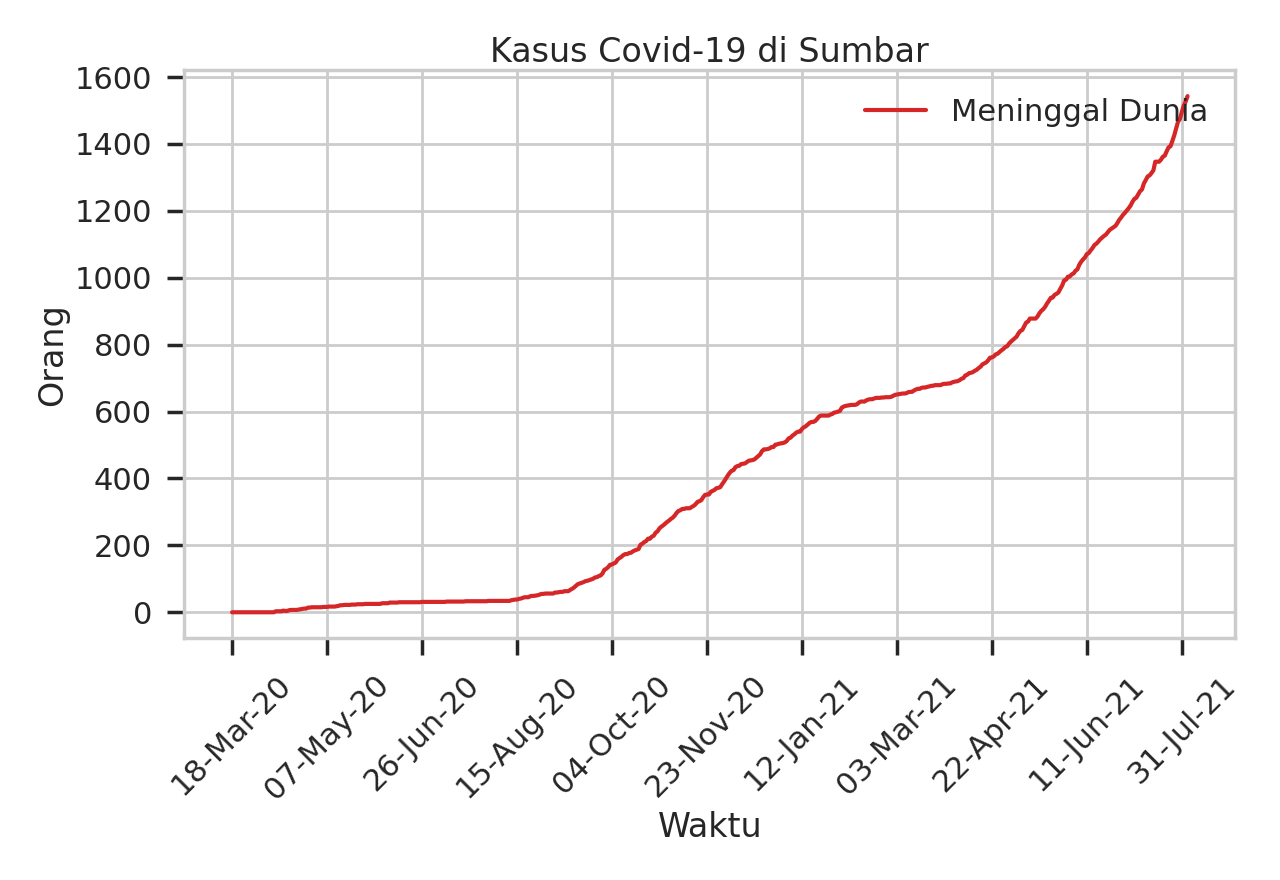 Kasus Covid-19 di Sumbar
Meninggal Dunia
Orang
1600
1400
1200
1000
800
600
400
200
0
18-Mar-20
07-May-20
26-Jun-20
15-Aug-20
04-Oct-20
23-Nov-20
12-Jan-21
03-Mar-21
22-Apr-21
11-Jun-21
31-Jul-21
Waktu